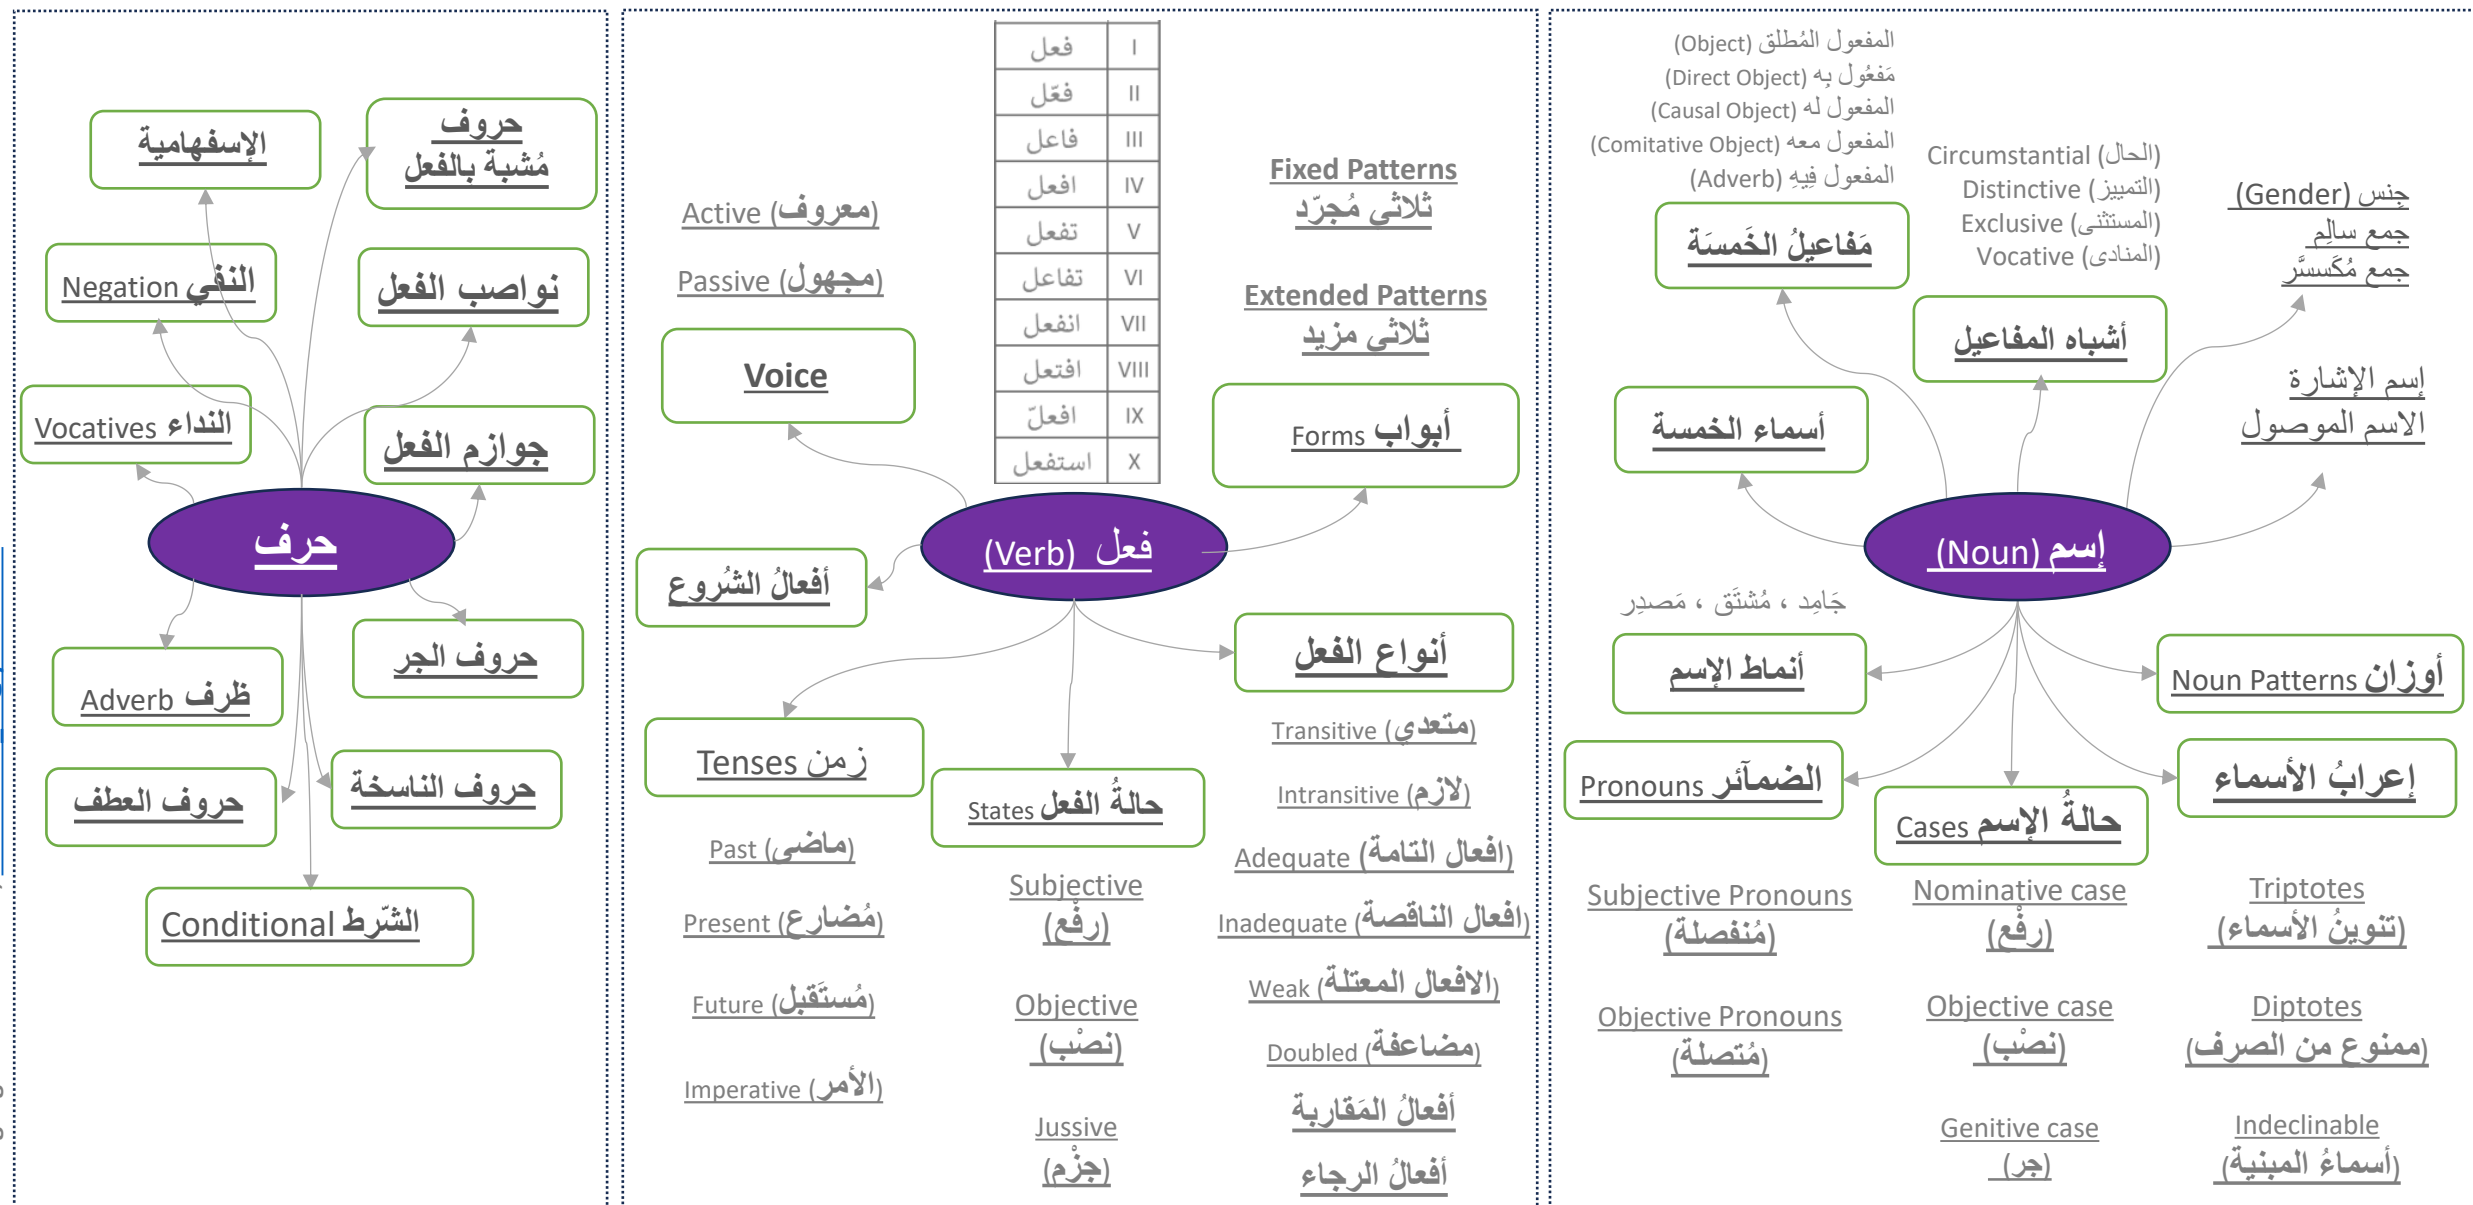 الإسفهامية
حروف
مُشبة بالفعل
Negation النفي
نواصب الفعل
Vocatives النداء
جوازم الفعل
حرف
حروف الجر
Adverb ظرف
حروف الناسخة
حروف العطف
Conditional الشّرط
فعل I
فعّل II
فاعل III
افعل IV
تفعل V
تفاعل VI
انفعل VII
افتعل VIII
افعلّ IX
استفعل X
Active (معروف)
Passive (مجهول)
Voice
Fixed Patterns
ثلاثي مُجرّد
Extended Patterns
ثلاثي مزيد
Forms أبواب
فعل (Verb)
أفعالُ الشُروع
أنواع الفعل
Tenses زمن
Past (ماضى)
Present (مُضارع)
Future (مُستَقبل)
Imperative (الأمر)
States حالةُ الفعل
Subjective
(رفْع)
Objective
(نصْب)
Jussive
(جزْم)
Transitive (متعدي)
Intransitive (لازم)
Adequate (افعال التامة)
Inadequate (افعال الناقصة)
Weak (الافعال المعتلة)
Doubled (مضاعفة)
أفعالُ المَقاربة
أفعالُ الرجاء
المفعول المُطلق (Object)
مَفعُول بِه (Direct Object)
المفعول له (Causal Object)
المفعول معه (Comitative Object)
المفعول فِيهِ (Adverb)
مَفاعيلُ الخَمسَة
Circumstantial (الحال)
Distinctive (التمييز)
Exclusive (المستثنى)
Vocative (المنادى)
أشباه المفاعيل
جِنس (Gender)
جمع سالِم
جمع مُكَسسَّر
إسم الإشارة
الاسم الموصول
أسماء الخمسة
إسم (Noun)
جَامِد ، مُشتَق ، مَصدِر
أنماط الإسم
Noun Patterns أوزان
Pronouns الضمآئر
Subjective Pronouns
(مُنفصلة)
Objective Pronouns
(مُتصلة)
Cases حالةُ الإسم
Nominative case
(رفْع)
Objective case
(نصْب)
Genitive case
(جر)
إعرابُ الأسماء
Triptotes
(تنوينُ الأسماء)
Diptotes
(ممنوع من الصرف)
Indeclinable
(أسماءُ المبنية)